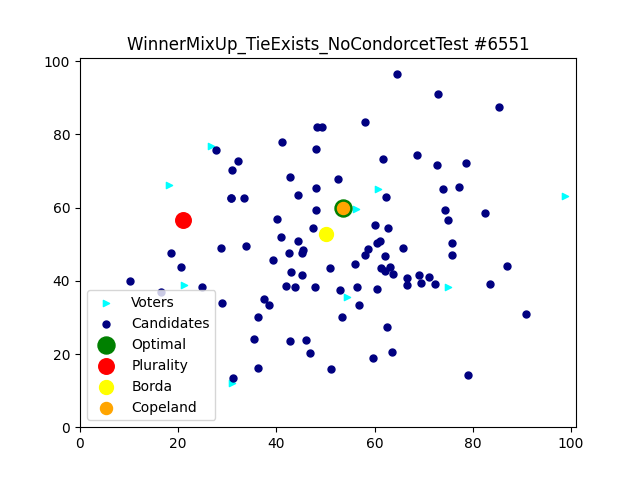 WinnerMixUp_TieExists_NoCondorcetTest #6551
100
80
60
40
20
0
0 20 40 60 80 100
Voters
Candidates
Optimal
Plurality
Borda
Copeland